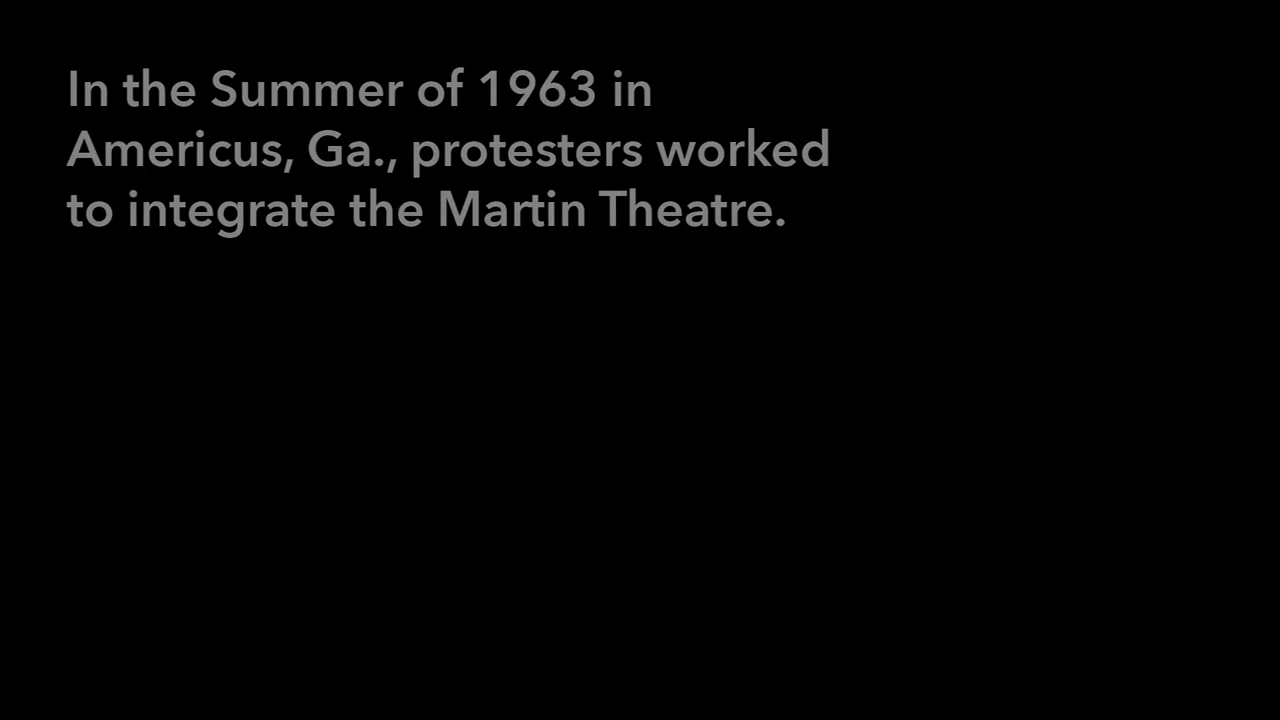 In the Summer of 1963 in
Americus, Ga., protesters worked
to integrate the Martin Theatre.